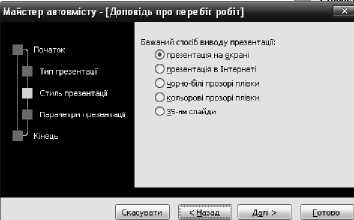 Майстер автовмісту - [Доповідь про перебіг робіт]
Початок
Тип презентації
Стиль презентації
Параметри презентації
Кінець
Бажаний спосіб виводу презентації:
презентація на екрані
презентація в Інтернеті
чорно-білі прозорі плівки
кольорові прозорі плівки
35-мм слайди
Скасувати
< Назад
Далі >
Готово